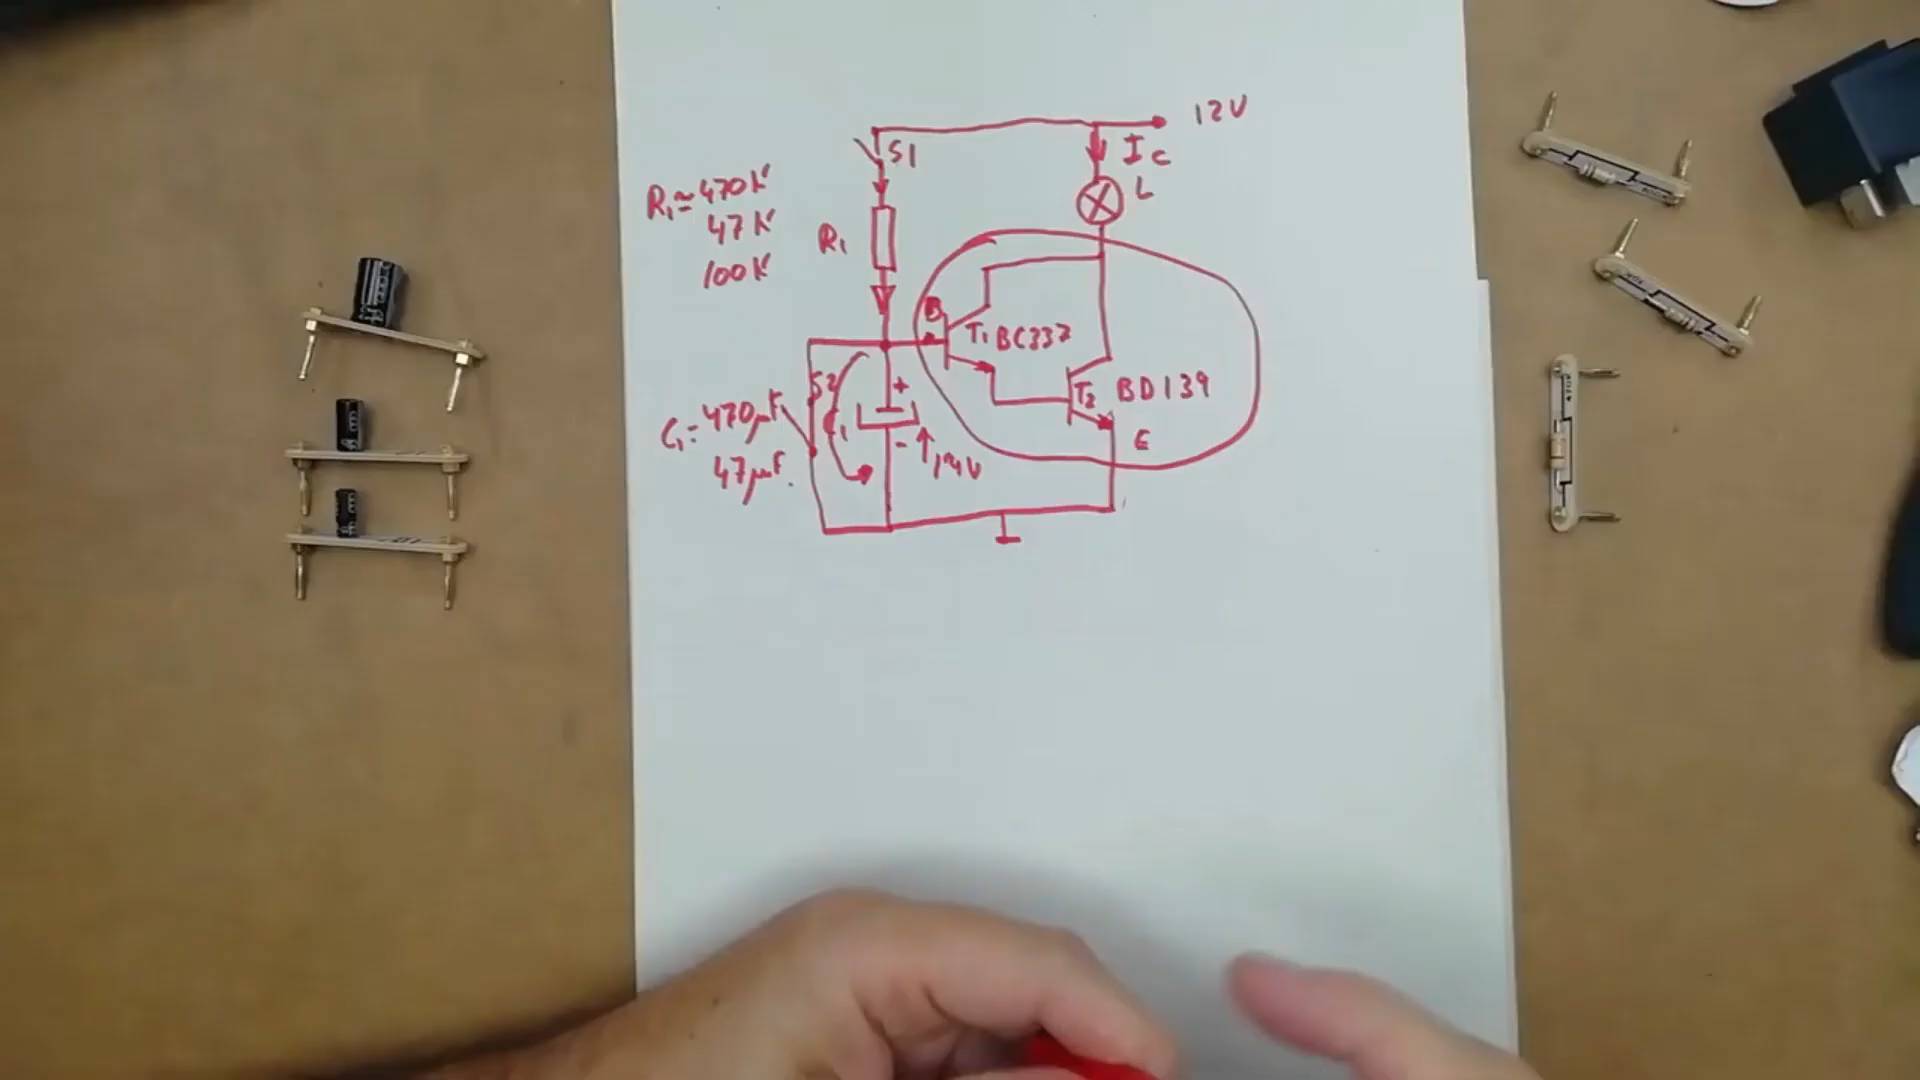 12V
S1
Ic
L
R1≈470K
47K
100K
R1
B
T1 BC337
S2
+
C1=470µF
C1
T2 BD139
E
47µF.
- 1,4V